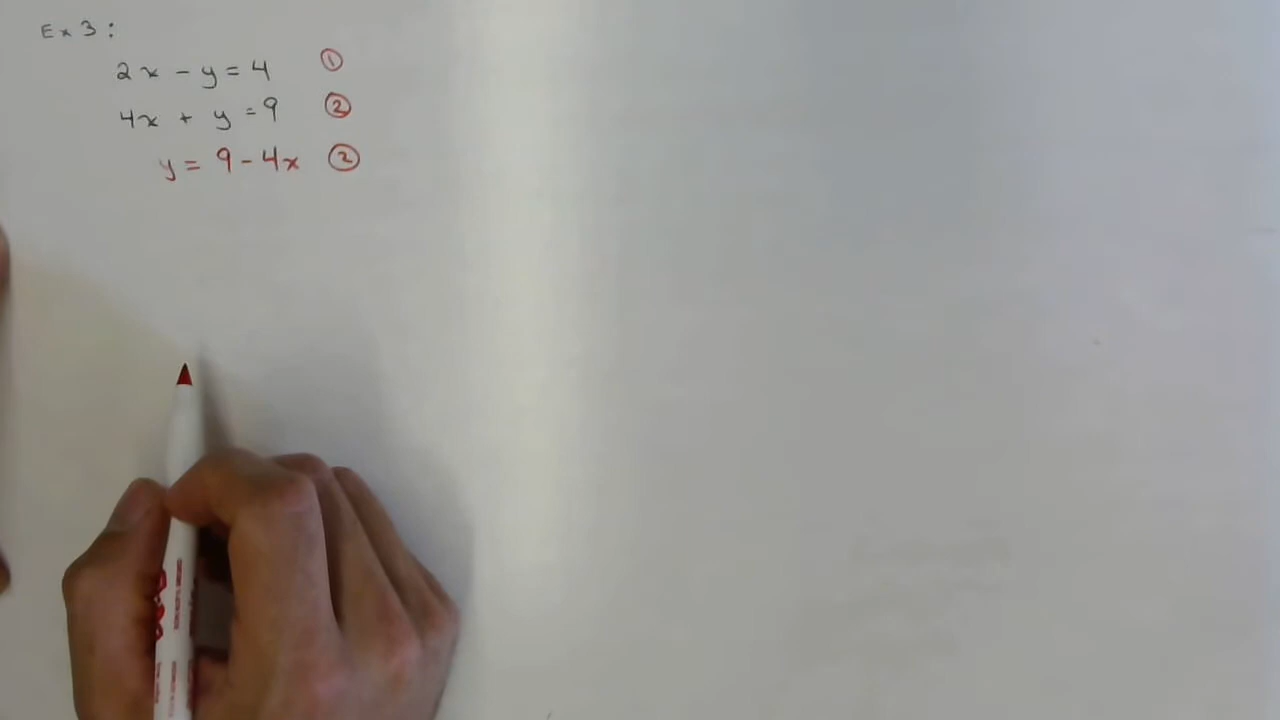 Ex 3:
2x - y = 4 ①
4x + y = 9 ②
y = 9 - 4x ②